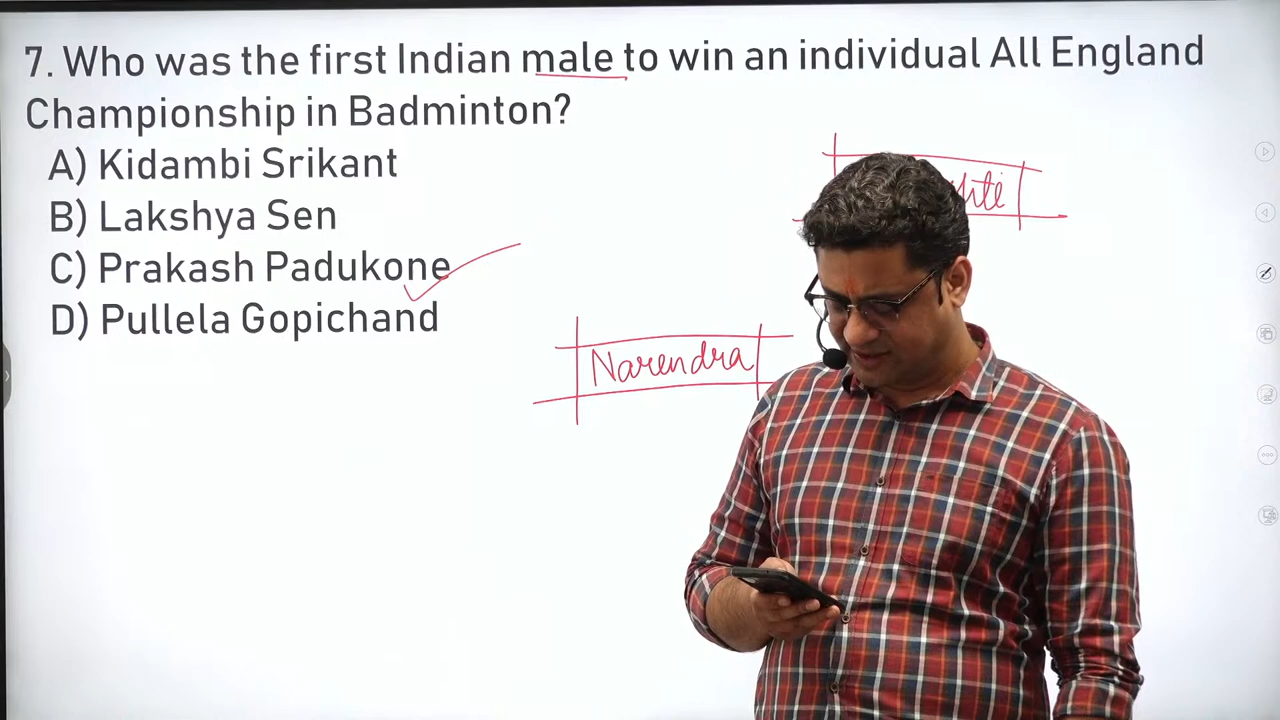 7. Who was the first Indian male to win an individual All England
Championship in Badminton?
A) Kidambi Srikant
B) Lakshya Sen
C) Prakash Padukone
D) Pullela Gopichand
Narendra